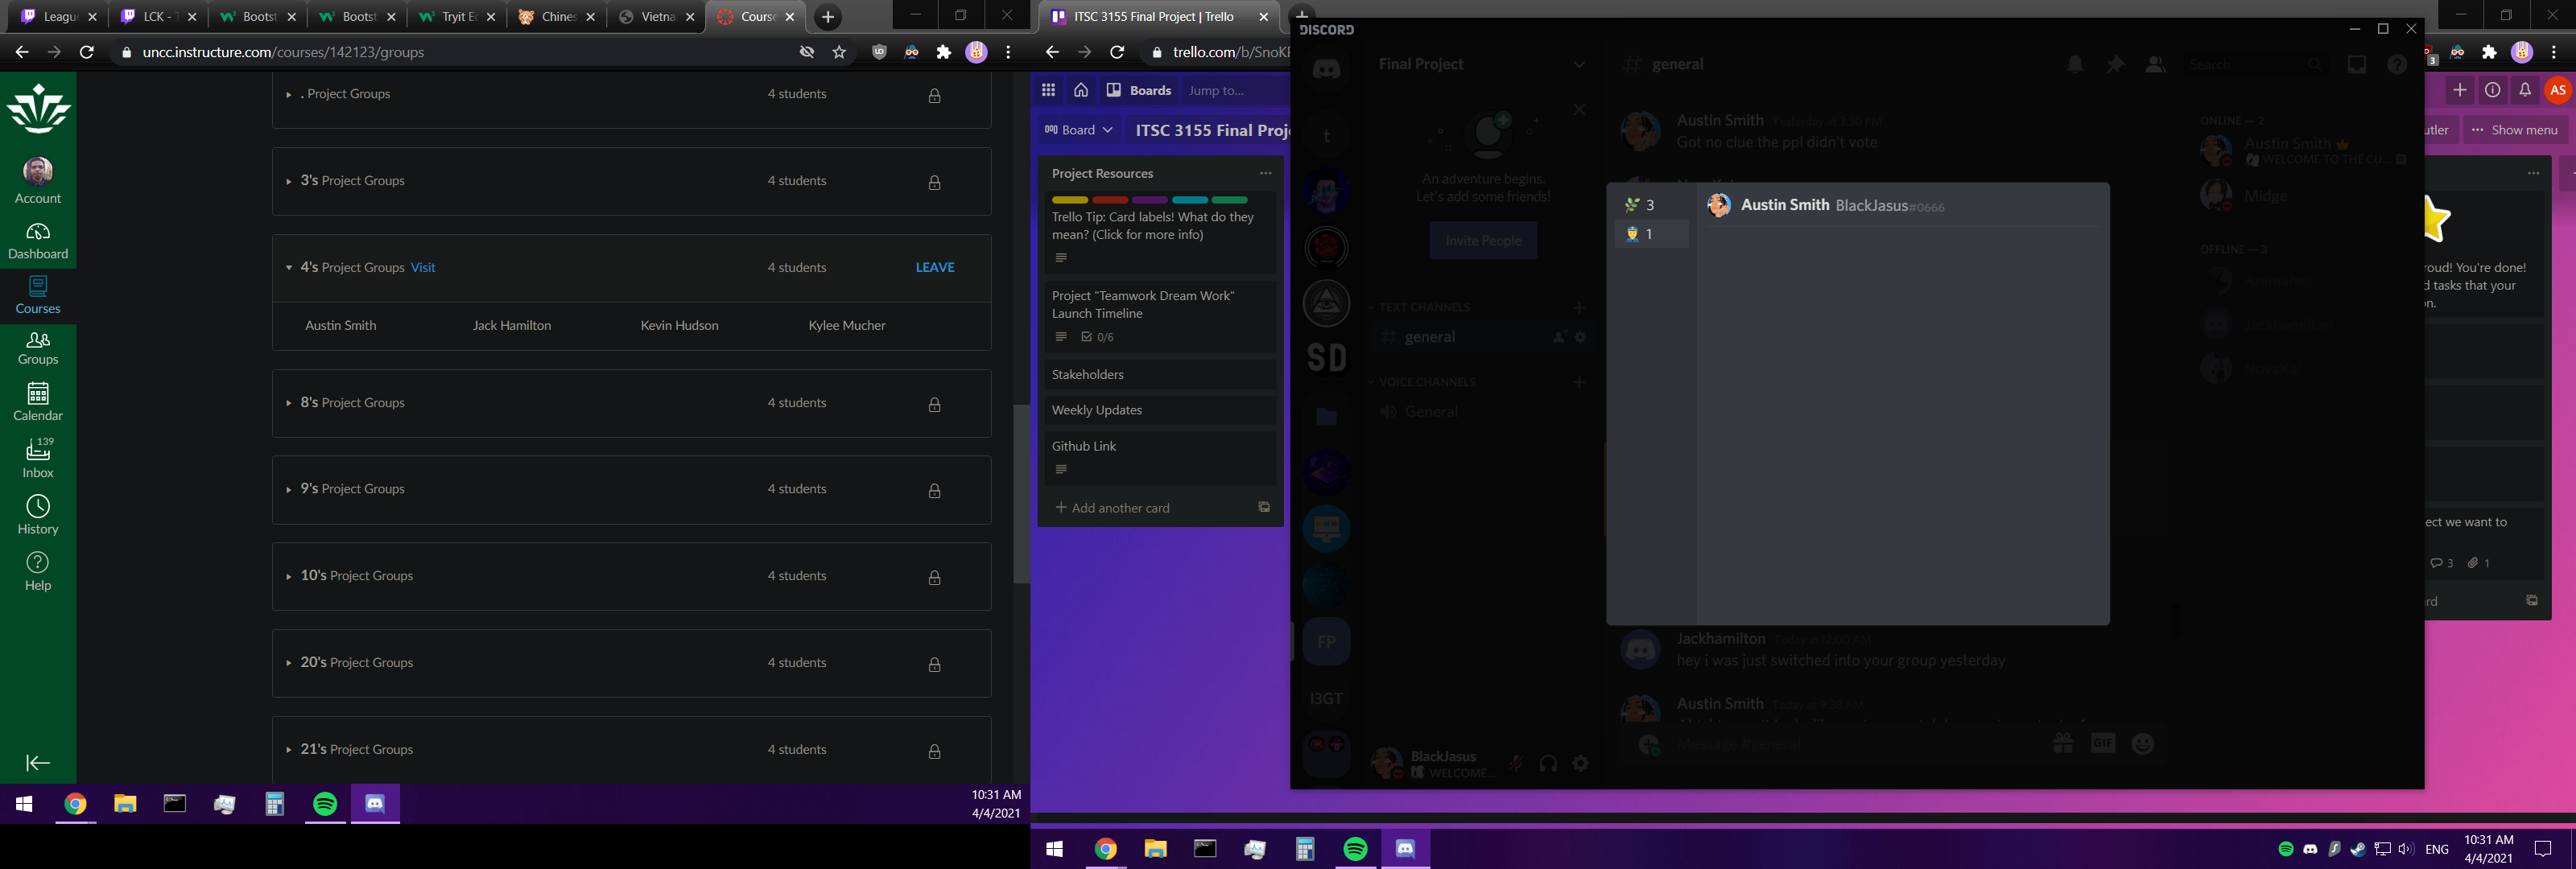 Leagu
LCK - T
Bootst
Bootst
Tryit Ed
Chines
Vietna
Course
uncc.instructure.com/courses/142123/groups
Account
Dashboard
Courses
Groups
Calendar
139
Inbox
History
Help
. Project Groups 4 students
3's Project Groups 4 students
4's Project Groups Visit 4 students LEAVE
Austin Smith Jack Hamilton Kevin Hudson Kylee Mucher
8's Project Groups 4 students
9's Project Groups 4 students
10's Project Groups 4 students
20's Project Groups 4 students
21's Project Groups 4 students
10:31 AM
4/4/2021
ITSC 3155 Final Project | Trello
trello.com/b/SnoK
Boards Jump to...
Board ITSC 3155 Final Proj
Project Resources
Trello Tip: Card labels! What do they
mean? (Click for more info)
Project "Teamwork Dream Work"
Launch Timeline
0/6
Stakeholders
Weekly Updates
Github Link
+ Add another card
DISCORD
Final Project
An adventure begins.
Let's add some friends!
Invite People
TEXT CHANNELS
general
VOICE CHANNELS
General
t
SD
FP
I3GT
BlackJasus
WELCOME...
# general
Search
Austin Smith Yesterday at 3:30 PM
Got no clue the ppl didn't vote
3
1
Austin Smith BlackJasus#0666
Jackhamilton Today at 12:00 AM
hey i was just switched into your group yesterday
Austin Smith Today at 9:38 AM
Message #general
GIF
ONLINE — 2
Austin Smith
WELCOME TO THE CU...
Midge
OFFLINE — 3
Jackhamilton
3
AS
utler
Show menu
roud! You're done!
d tasks that your
on.
ect we want to
3 1
rd
ENG
10:31 AM
4/4/2021